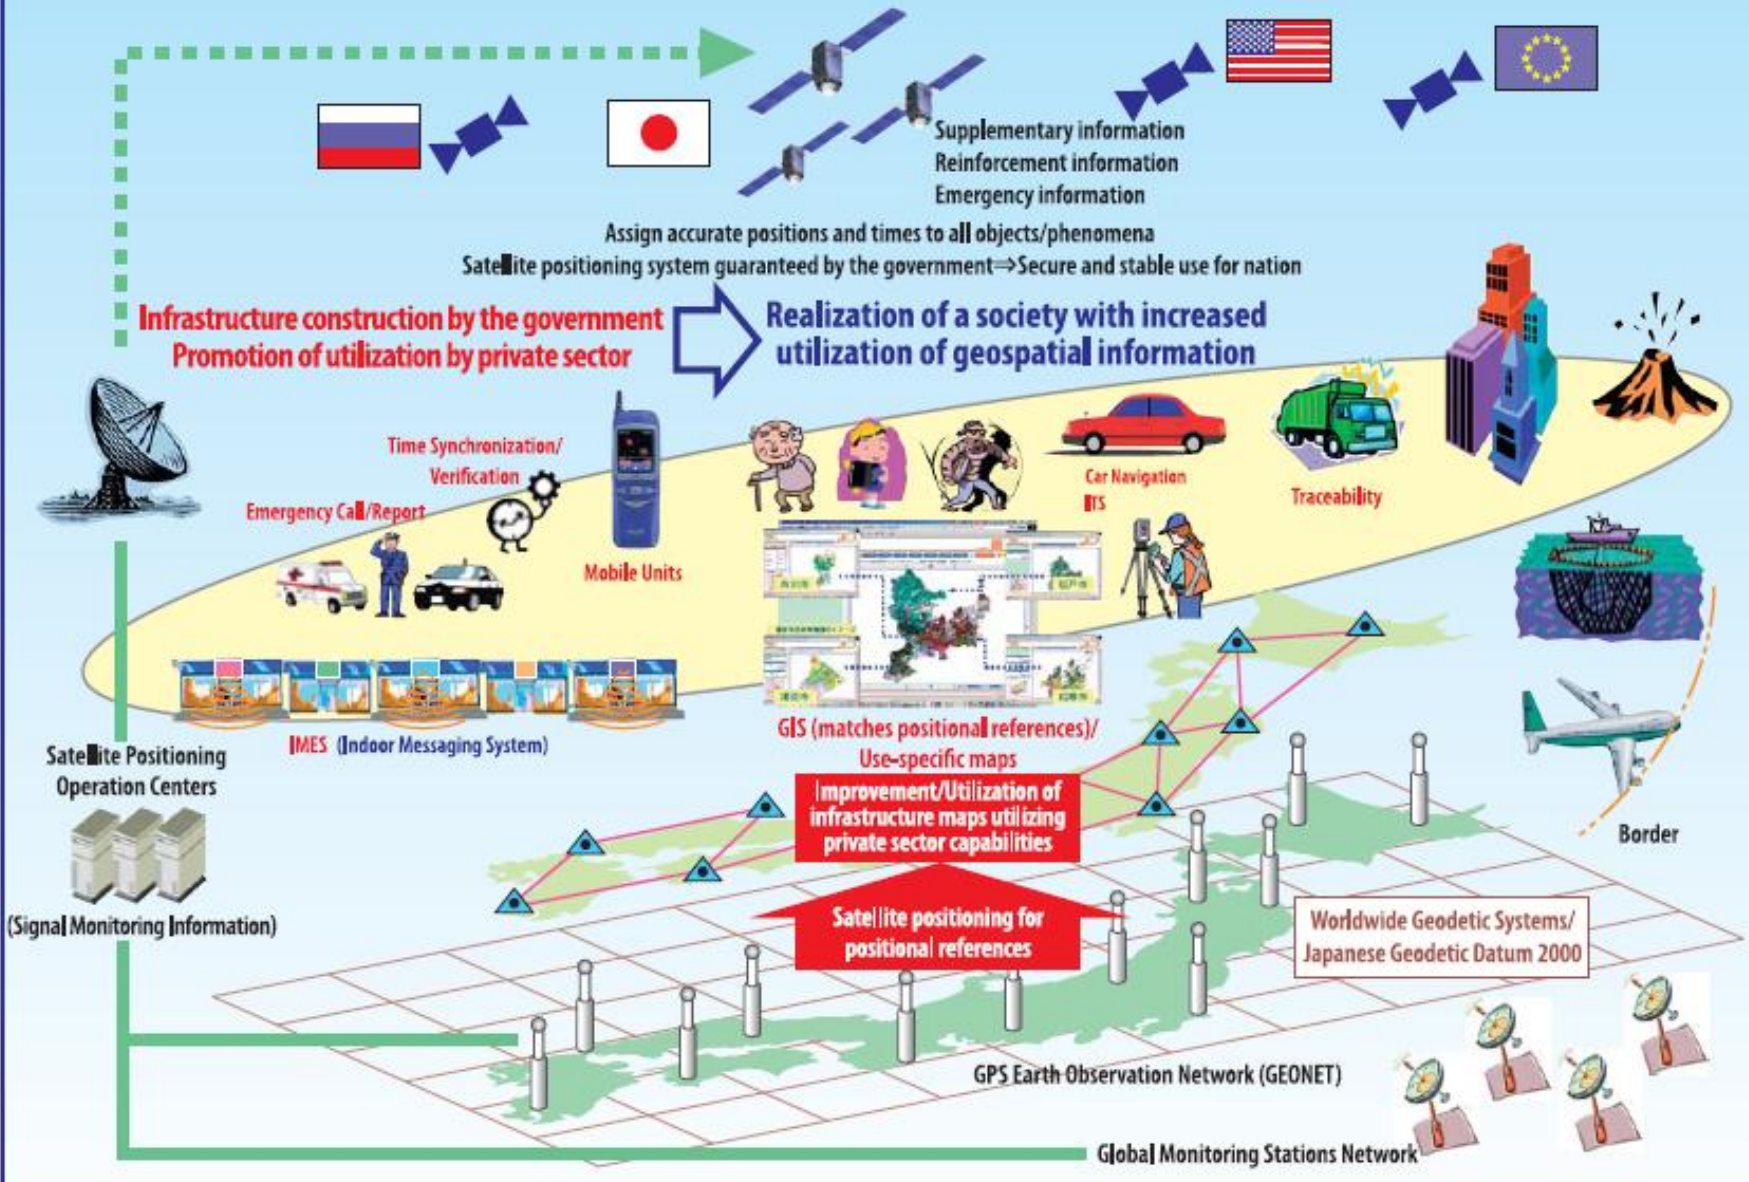 Supplementary information
Reinforcement information
Emergency information
Assign accurate positions and times to all objects/phenomena
Satellite positioning system guaranteed by the government⇒Secure and stable use for nation
Infrastructure construction by the government
Promotion of utilization by private sector
Realization of a society with increased
utilization of geospatial information
Time Synchronization/
Verification
Emergency Call/Report
Mobile Units
Car Navigation
ITS
Traceability
IMES (Indoor Messaging System)
GIS (matches positional references)/
Use-specific maps
Satellite Positioning
Operation Centers
(Signal Monitoring Information)
Improvement/Utilization of
infrastructure maps utilizing
private sector capabilities
Satellite positioning for
positional references
Border
Worldwide Geodetic Systems/
Japanese Geodetic Datum 2000
GPS Earth Observation Network (GEONET)
Global Monitoring Stations Network